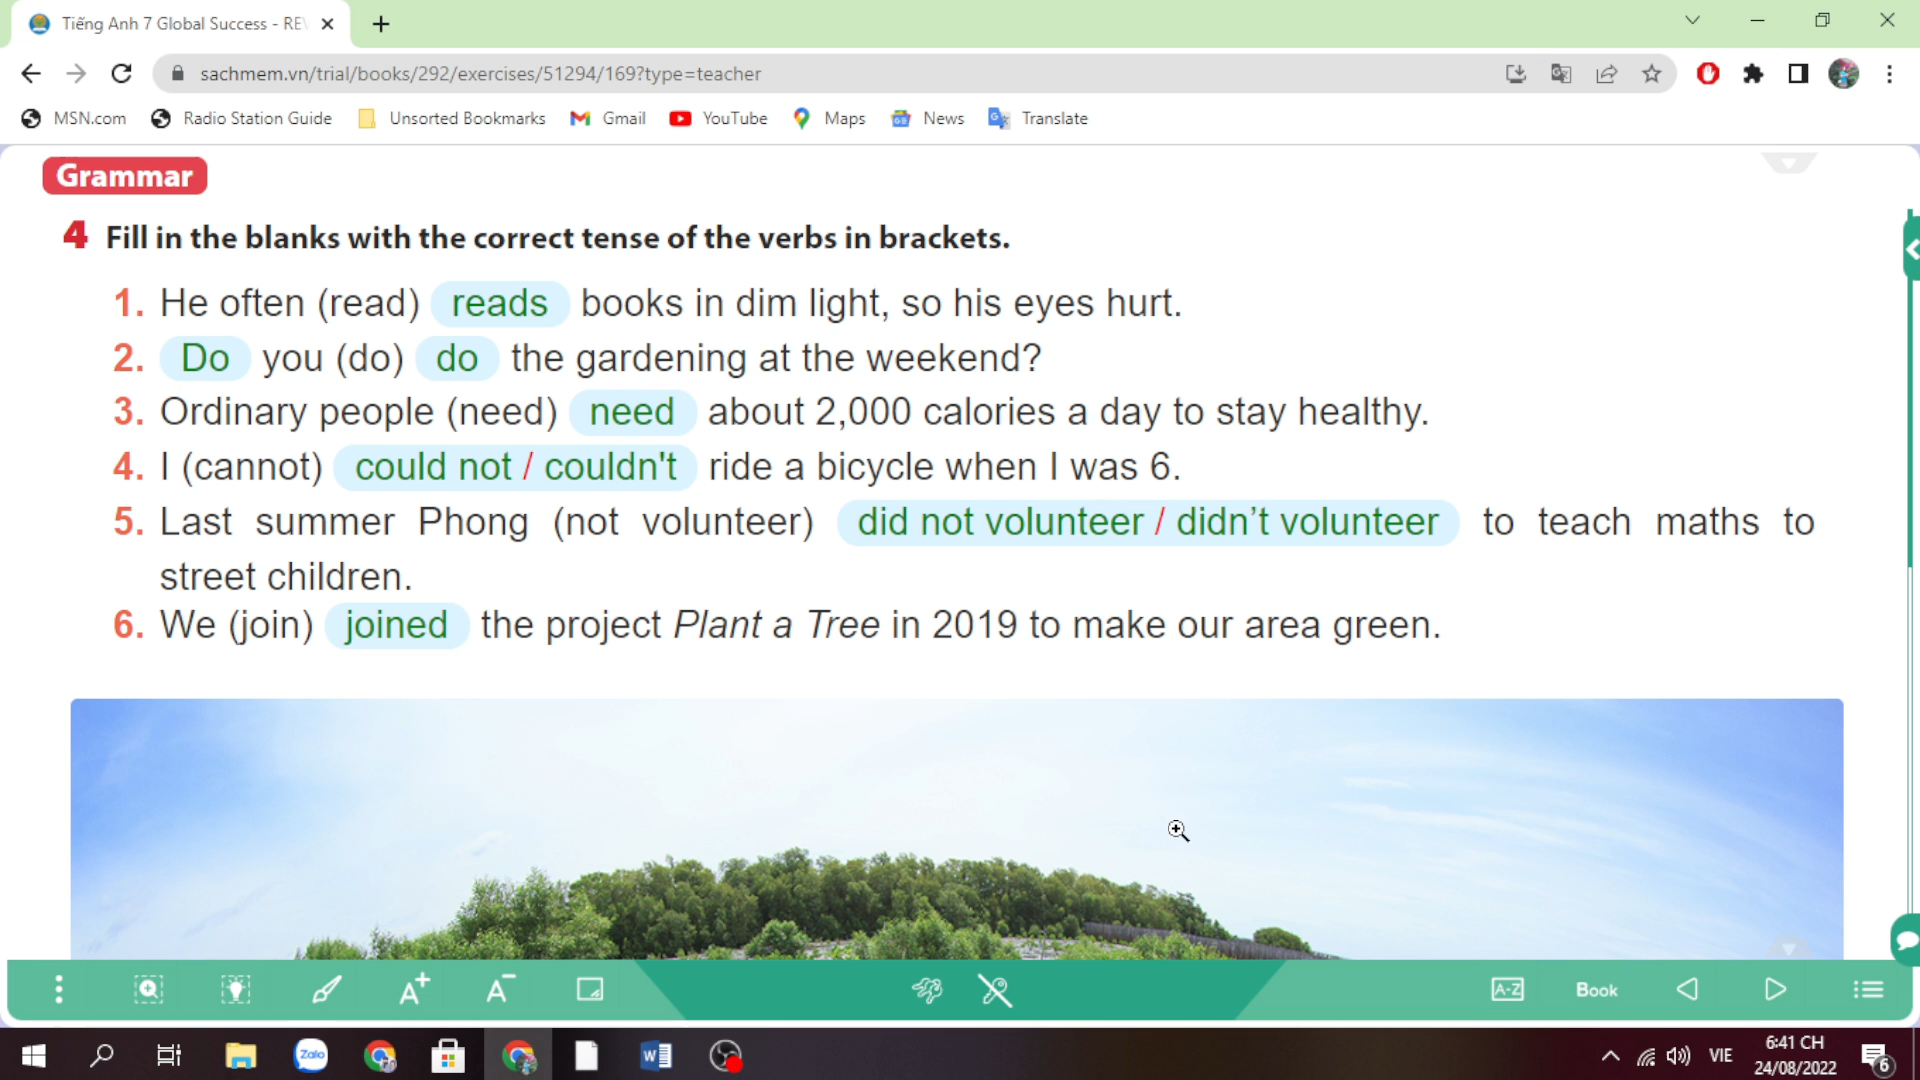 Tiếng Anh 7 Global Success - RE
sachmem.vn/trial/books/292/exercises/51294/169?type=teacher
MSN.com Radio Station Guide Unsorted Bookmarks Gmail YouTube Maps News Translate
Grammar
4 Fill in the blanks with the correct tense of the verbs in brackets.
1. He often (read) reads books in dim light, so his eyes hurt.
2. Do you (do) do the gardening at the weekend?
3. Ordinary people (need) need about 2,000 calories a day to stay healthy.
4. I (cannot) could not / couldn't ride a bicycle when I was 6.
5. Last summer Phong (not volunteer) did not volunteer / didn’t volunteer to teach maths to
street children.
6. We (join) joined the project Plant a Tree in 2019 to make our area green.
A+ A- A-Z Book
Zalo W VIE 6:41 CH
24/08/2022 6